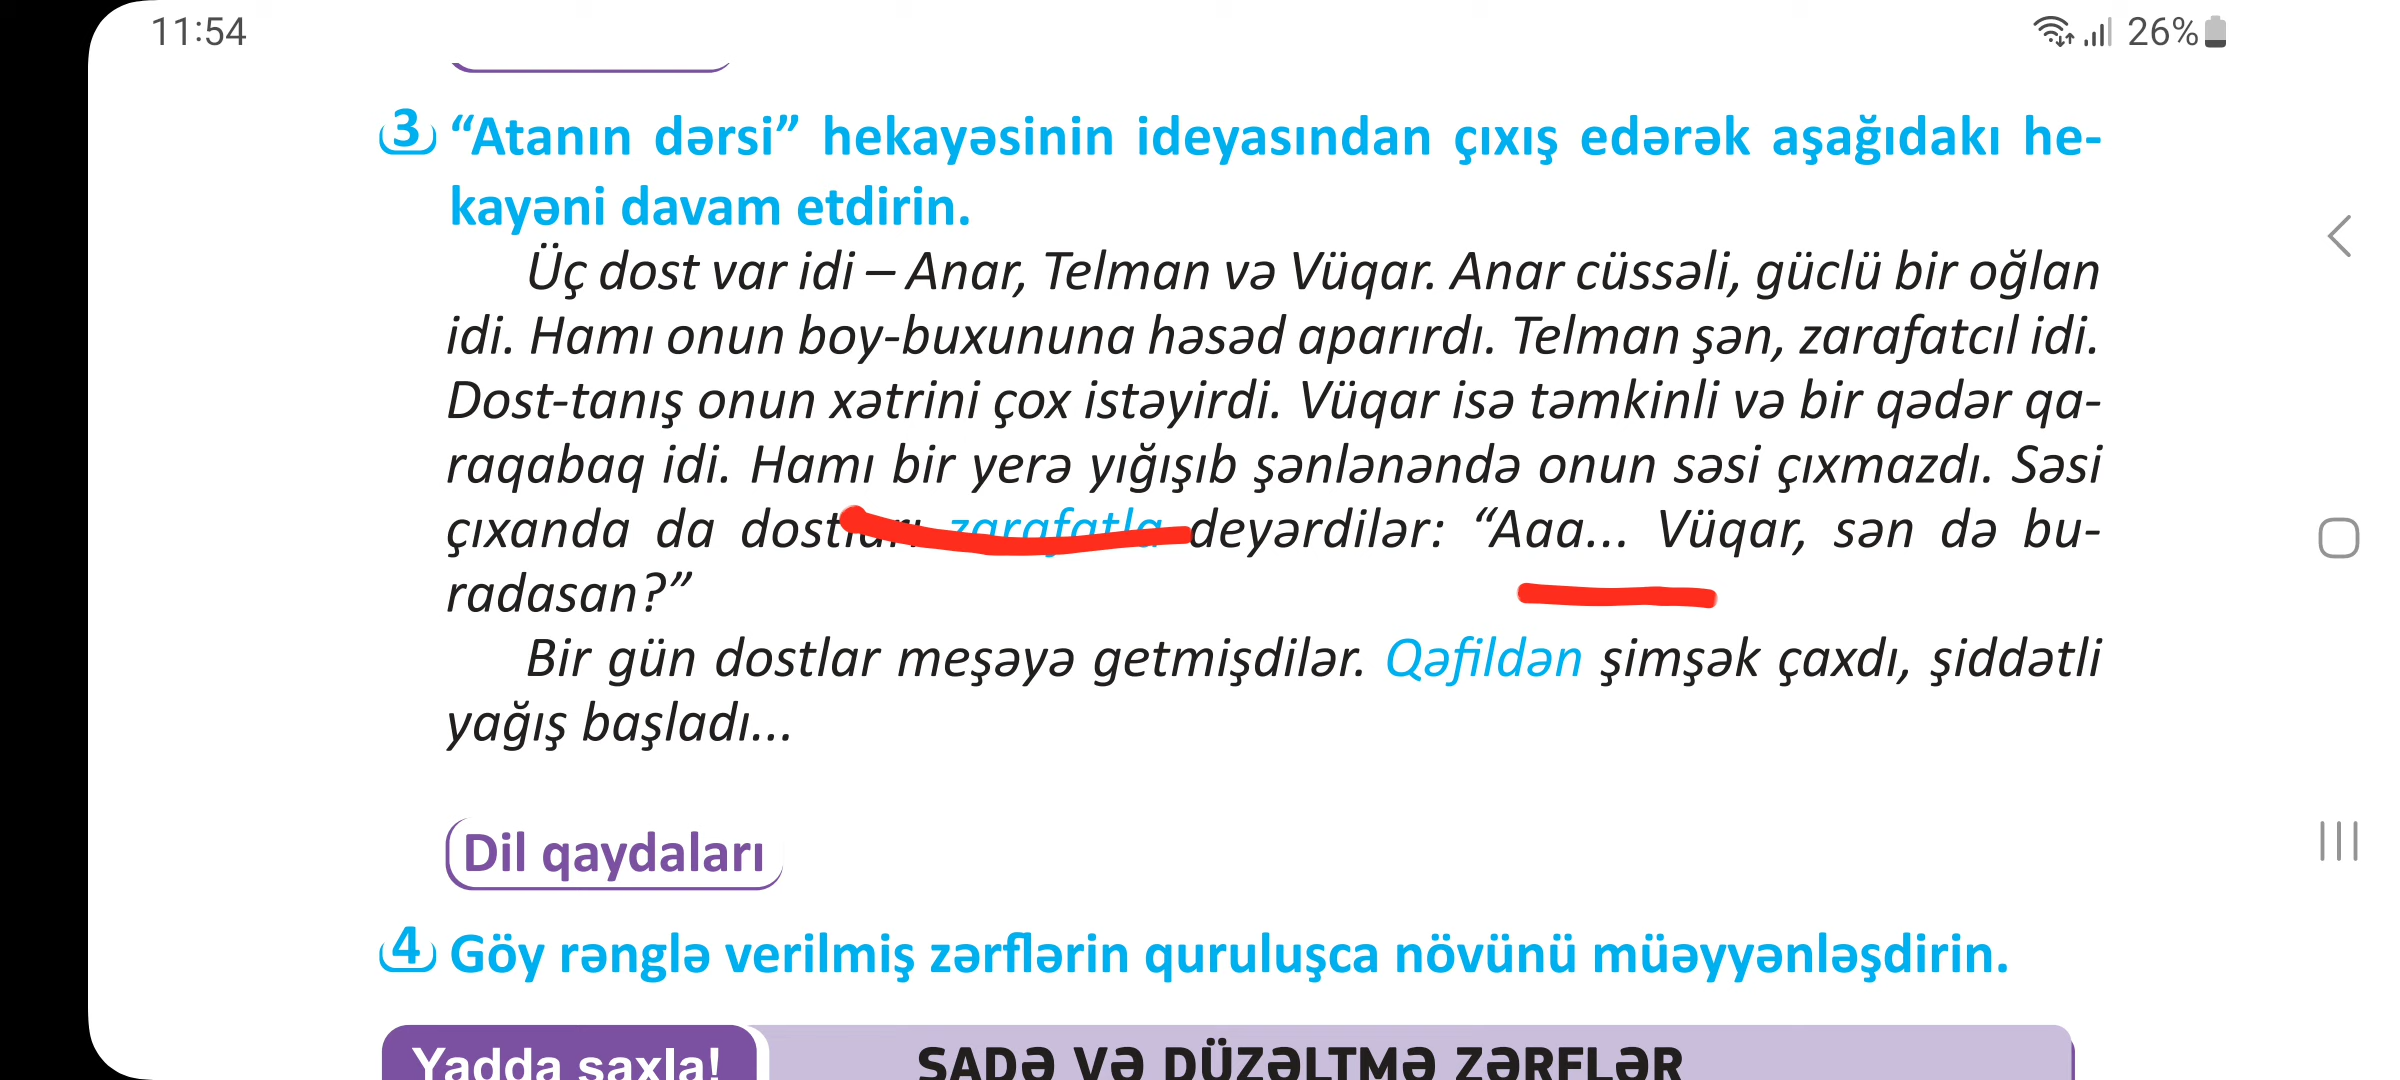 11:54
26%
3 “Atanın dərsi” hekayəsinin ideyasından çıxış edərək aşağıdakı he-
kayəni davam etdirin.
Üç dost var idi – Anar, Telman və Vüqar. Anar cüssəli, güclü bir oğlan
idi. Hamı onun boy-buxununa həsəd aparırdı. Telman şən, zarafatcıl idi.
Dost-tanış onun xətrini çox istəyirdi. Vüqar isə təmkinli və bir qədər qa-
raqabaq idi. Hamı bir yerə yığışıb şənlənəndə onun səsi çıxmazdı. Səsi
çıxanda da dostları zarafatla deyərdilər: “Aaa... Vüqar, sən də bu-
radasan?”
Bir gün dostlar meşəyə getmişdilər. Qəfildən şimşək çaxdı, şiddətli
yağış başladı...
Dil qaydaları
4 Göy rənglə verilmiş zərflərin quruluşca növünü müəyyənləşdirin.
Yadda saxla! SADƏ VƏ DÜZƏLTMƏ ZƏRFLƏR